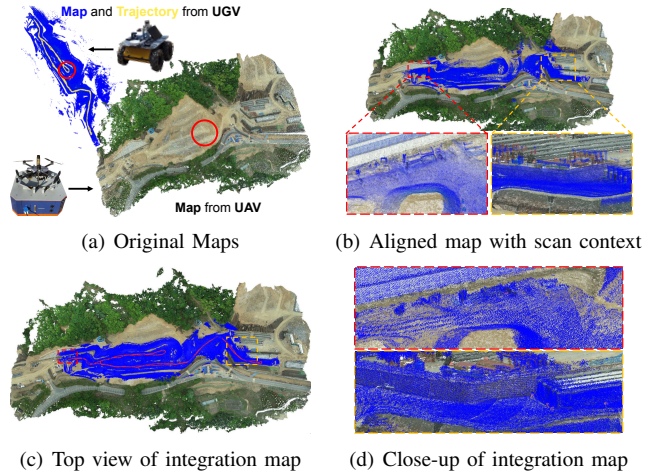 Map and Trajectory from UGV
Map from UAV
(a) Original Maps
(b) Aligned map with scan context
(c) Top view of integration map
(d) Close-up of integration map